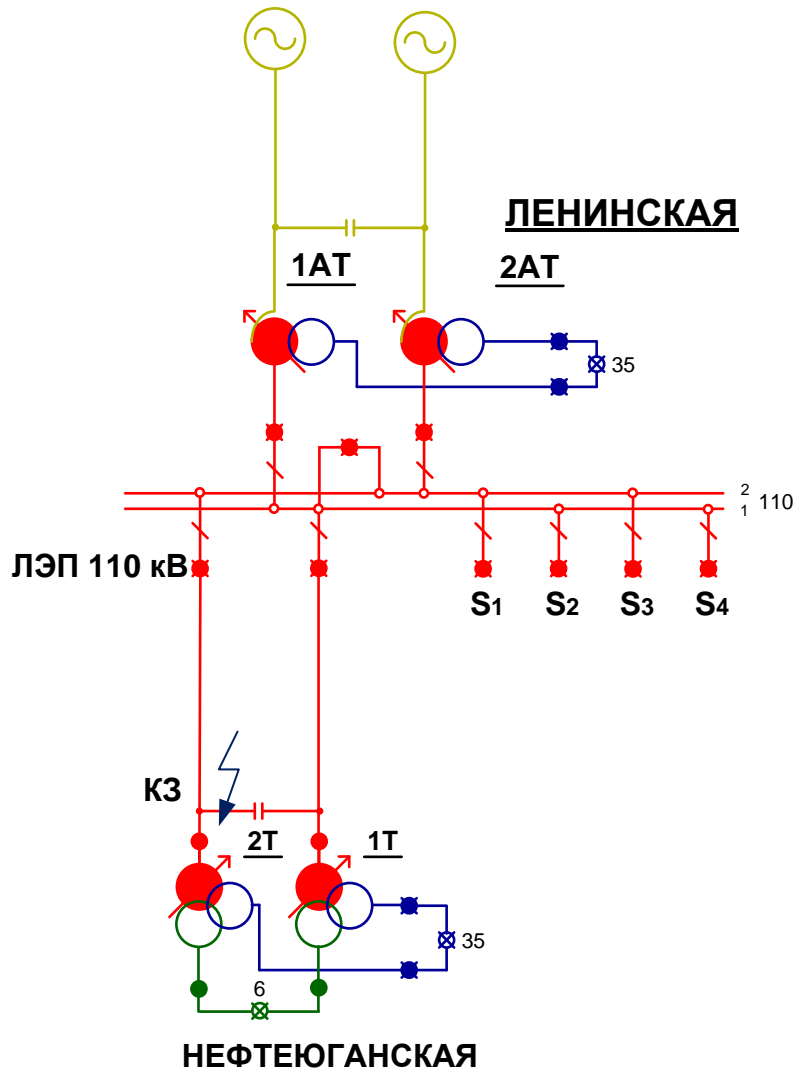 ЛЕНИНСКАЯ
1АТ
2АТ
35
2
1
110
ЛЭП 110 кВ
S1
S2
S3
S4
КЗ
2Т
1Т
35
6
НЕФТЕЮГАНСКАЯ